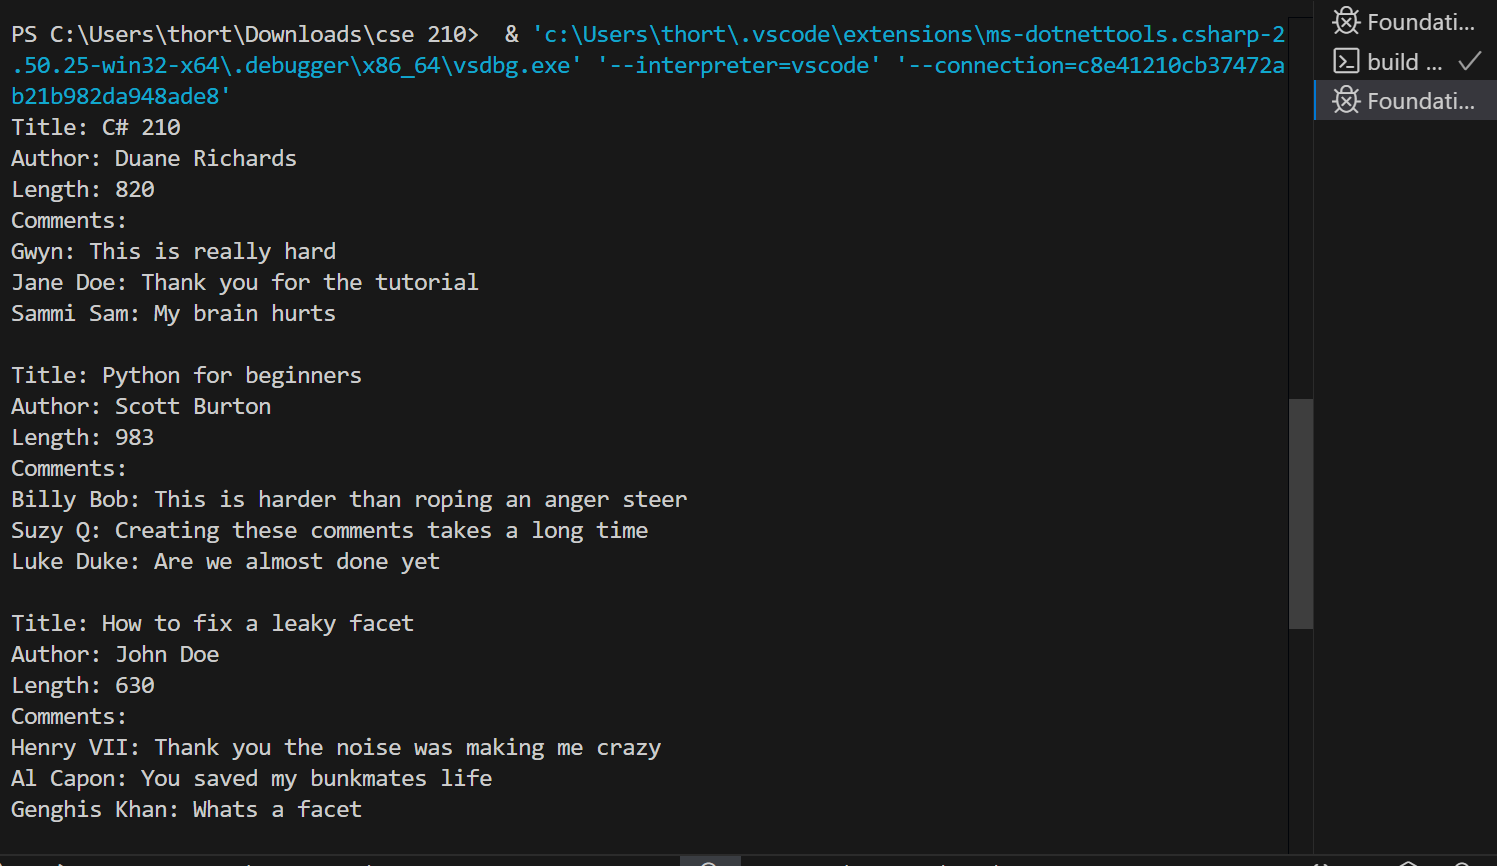 PS C:\Users\thort\Downloads\cse 210>  & 'c:\Users\thort\.vscode\extensions\ms-dotnettools.csharp-2
.50.25-win32-x64\.debugger\x86_64\vsdbg.exe' '--interpreter=vscode' '--connection=c8e41210cb37472a
b21b982da948ade8'
Title: C# 210
Author: Duane Richards
Length: 820
Comments:
Gwyn: This is really hard
Jane Doe: Thank you for the tutorial
Sammi Sam: My brain hurts

Title: Python for beginners
Author: Scott Burton
Length: 983
Comments:
Billy Bob: This is harder than roping an anger steer
Suzy Q: Creating these comments takes a long time
Luke Duke: Are we almost done yet

Title: How to fix a leaky facet
Author: John Doe
Length: 630
Comments:
Henry VII: Thank you the noise was making me crazy
Al Capon: You saved my bunkmates life
Genghis Khan: Whats a facet
Foundati...
build ...
Foundati...